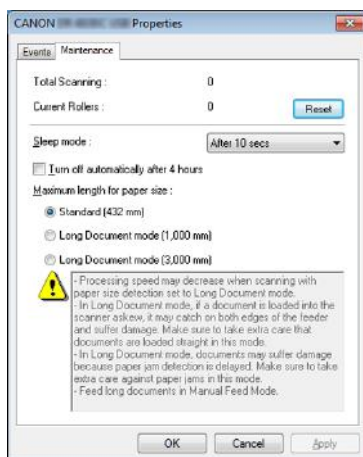 CANON USB Properties
Events
Maintenance
Total Scanning : 0
Current Rollers : 0 Reset
Sleep mode : After 10 secs
Turn off automatically after 4 hours
Maximum length for paper size :
Standard (432 mm)
Long Document mode (1,000 mm)
Long Document mode (3,000 mm)
- Processing speed may decrease when scanning with
paper size detection set to Long Document mode.
- In Long Document mode, if a document is loaded into the
scanner askew, it may catch on both edges of the feeder
and suffer damage. Make sure to take extra care that
documents are loaded straight in this mode.
- In Long Document mode, documents may suffer damage
because paper jam detection is delayed. Make sure to take
extra care against paper jams in this mode.
- Feed long documents in Manual Feed Mode.
OK Cancel Apply